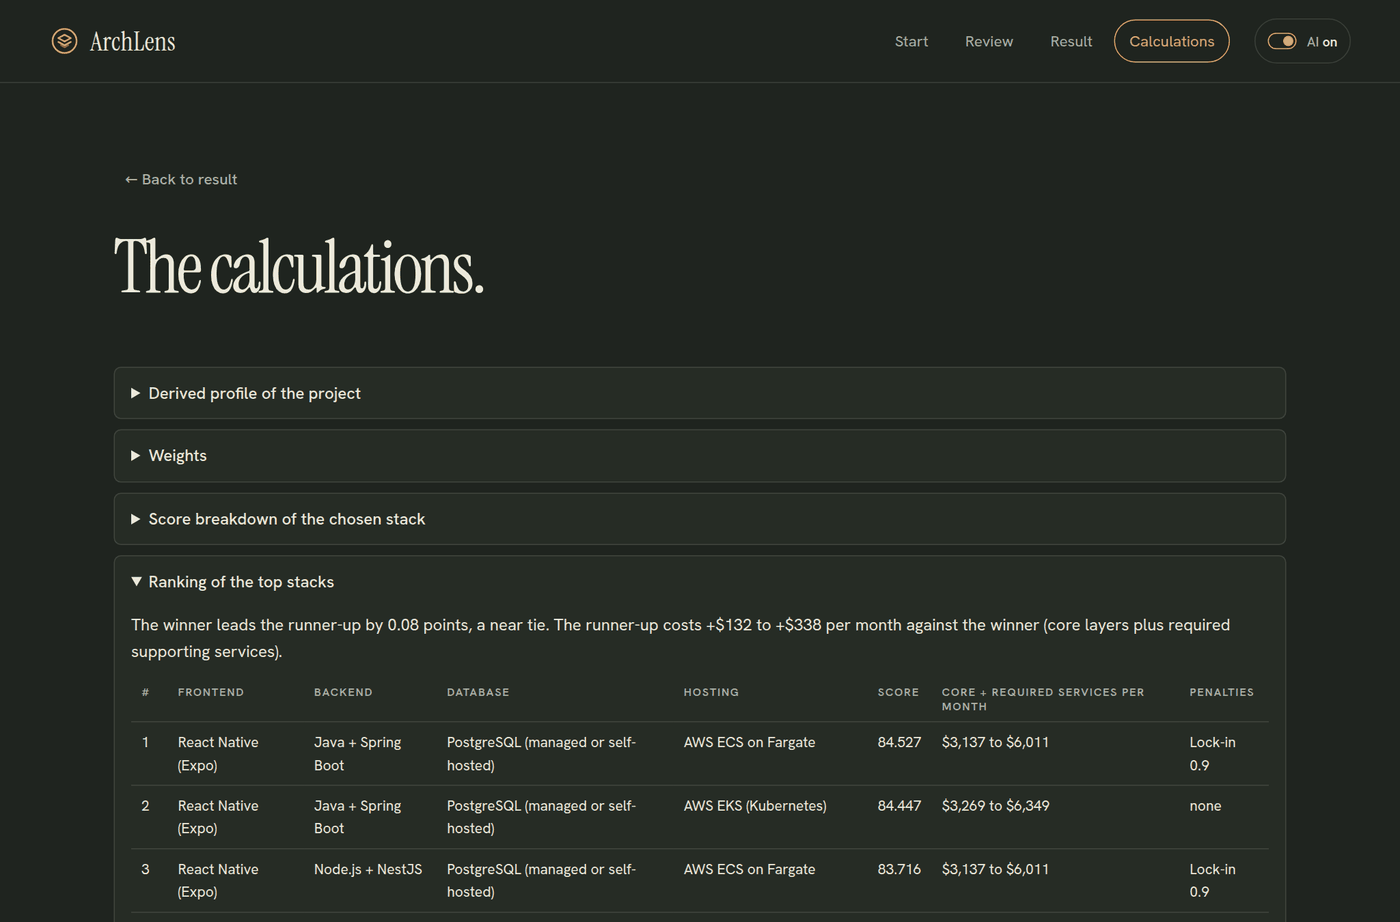 ArchLens
Start Review Result Calculations AI on
← Back to result
The calculations.
▶ Derived profile of the project
▶ Weights
▶ Score breakdown of the chosen stack
▼ Ranking of the top stacks
The winner leads the runner-up by 0.08 points, a near tie. The runner-up costs +$132 to +$338 per month against the winner (core layers plus required
supporting services).
# FRONTEND BACKEND DATABASE HOSTING SCORE CORE + REQUIRED SERVICES PER MONTH PENALTIES
1 React Native (Expo) Java + Spring Boot PostgreSQL (managed or self-hosted) AWS ECS on Fargate 84.527 $3,137 to $6,011 Lock-in 0.9
2 React Native (Expo) Java + Spring Boot PostgreSQL (managed or self-hosted) AWS EKS (Kubernetes) 84.447 $3,269 to $6,349 none
3 React Native (Expo) Node.js + NestJS PostgreSQL (managed or self-hosted) AWS ECS on Fargate 83.716 $3,137 to $6,011 Lock-in 0.9